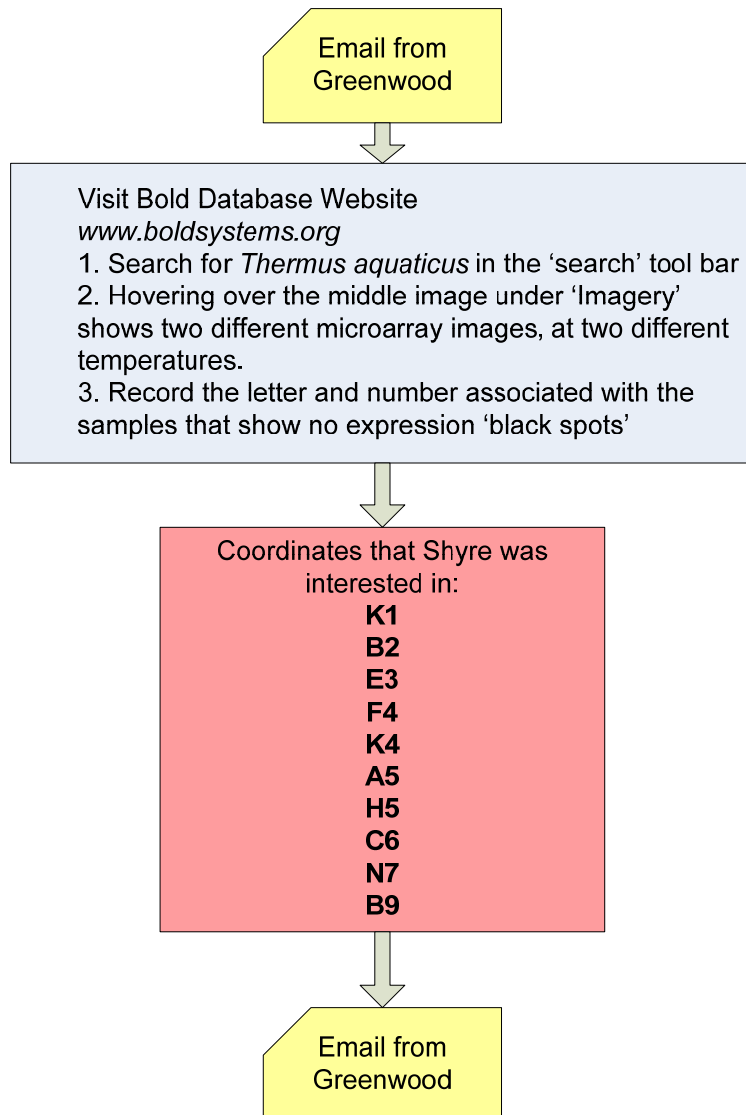 Email from
Greenwood
Visit Bold Database Website
www.boldsystems.org
1. Search for Thermus aquaticus in the ‘search’ tool bar
2. Hovering over the middle image under ‘Imagery’
shows two different microarray images, at two different
temperatures.
3. Record the letter and number associated with the
samples that show no expression ‘black spots’
Coordinates that Shyre was
interested in:
K1
B2
E3
F4
K4
A5
H5
C6
N7
B9
Email from
Greenwood